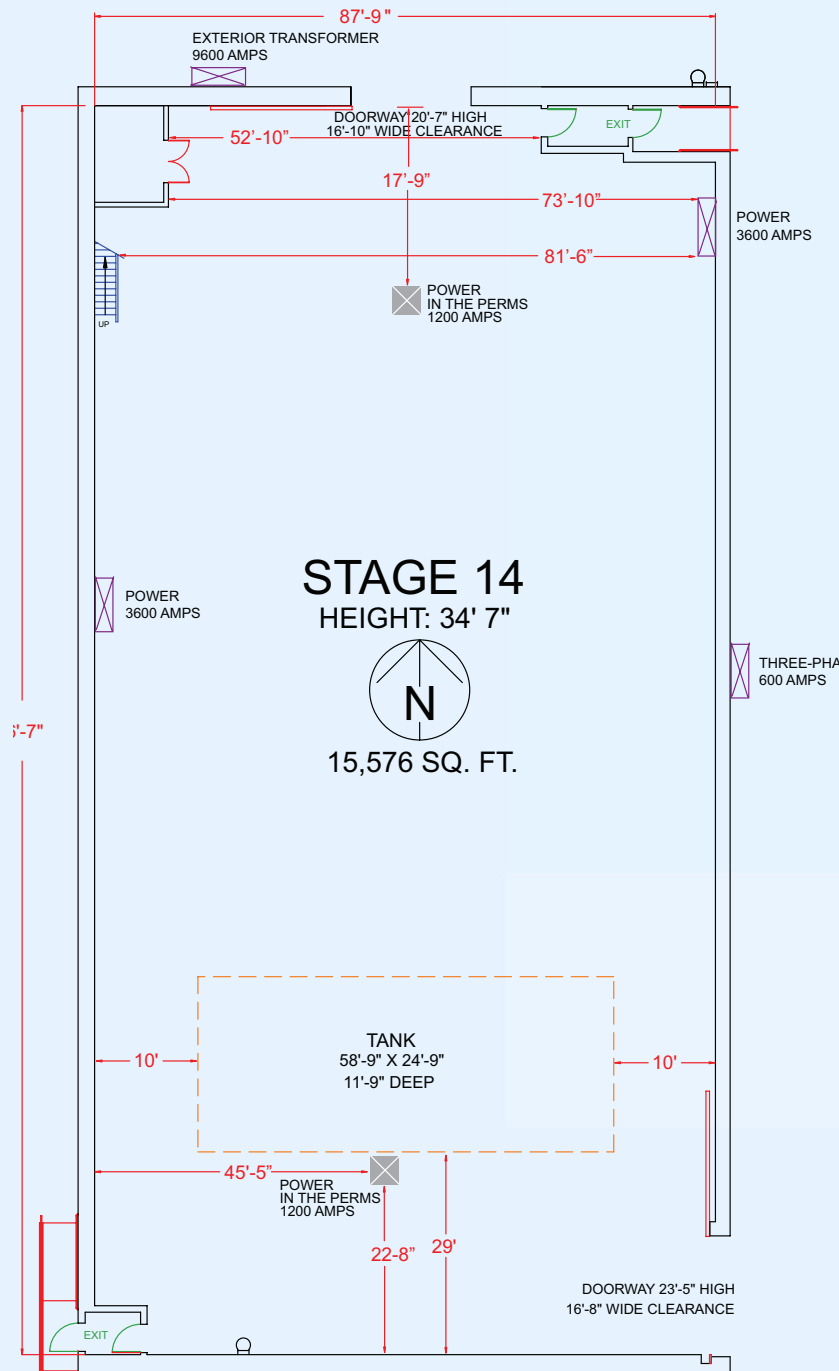 87'-9"
EXTERIOR TRANSFORMER
9600 AMPS
DOORWAY 20'-7" HIGH
16'-10" WIDE CLEARANCE
EXIT
52'-10"
17'-9"
73'-10"
POWER
3600 AMPS
81'-6"
POWER
IN THE PERMS
1200 AMPS
UP
STAGE 14
HEIGHT: 34' 7"
POWER
3600 AMPS
THREE-PHA
600 AMPS
N
'-7"
15,576 SQ. FT.
TANK
58'-9" X 24'-9"
11'-9" DEEP
10'
10'
45'-5"
POWER
IN THE PERMS
1200 AMPS
22-8"
29'
DOORWAY 23'-5" HIGH
16'-8" WIDE CLEARANCE
EXIT